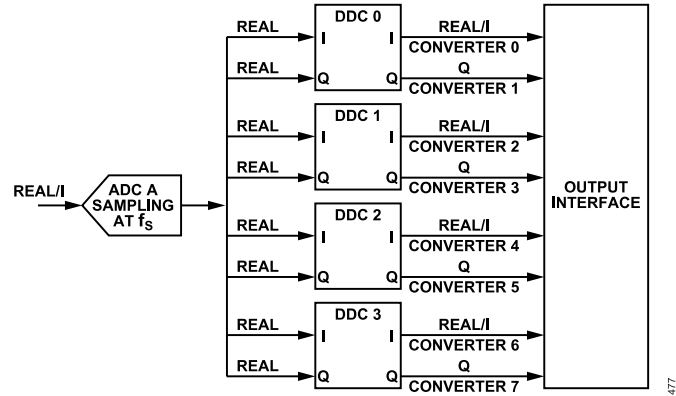 REAL/I
ADC A
SAMPLING
AT fS
REAL
REAL
DDC 0
I I
Q Q
REAL/I
CONVERTER 0
Q
CONVERTER 1
REAL
REAL
DDC 1
I I
Q Q
REAL/I
CONVERTER 2
Q
CONVERTER 3
REAL
REAL
DDC 2
I I
Q Q
REAL/I
CONVERTER 4
Q
CONVERTER 5
REAL
REAL
DDC 3
I I
Q Q
REAL/I
CONVERTER 6
Q
CONVERTER 7
OUTPUT
INTERFACE
477